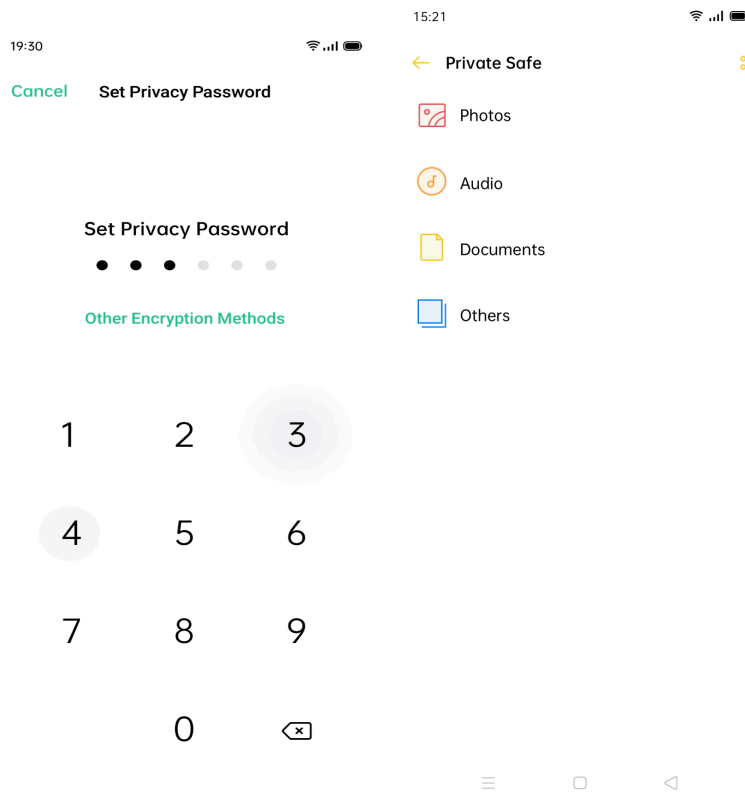 19:30
Cancel
Set Privacy Password
Set Privacy Password
Other Encryption Methods
1 2 3
4 5 6
7 8 9
0
15:21
Private Safe
Photos
Audio
Documents
Others